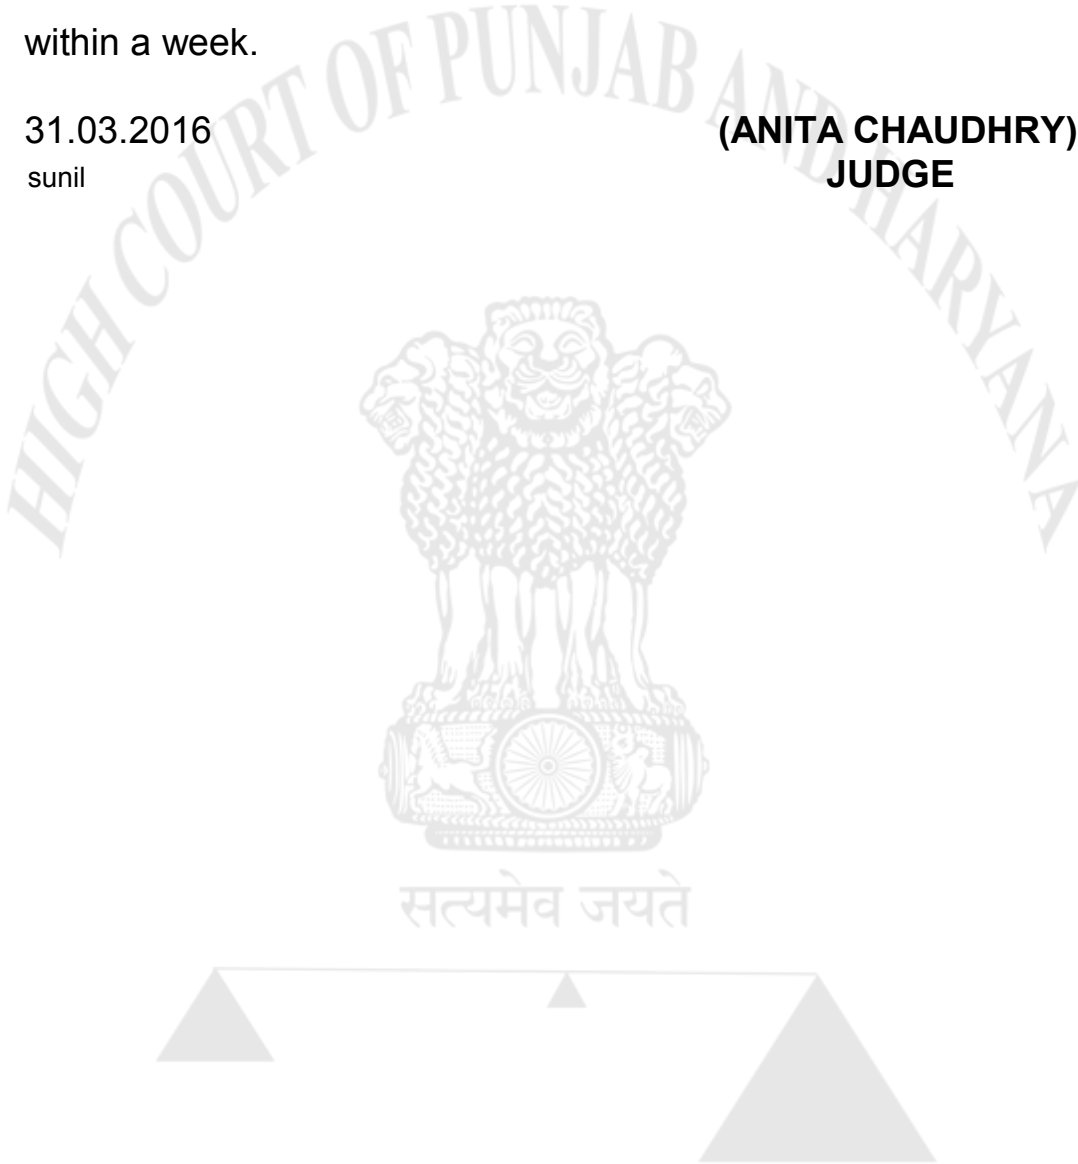 within a week.
HIGH COURT OF PUNJAB AND HARYANA
31.03.2016 (ANITA CHAUDHRY)
sunil JUDGE
सत्यमेव जयते